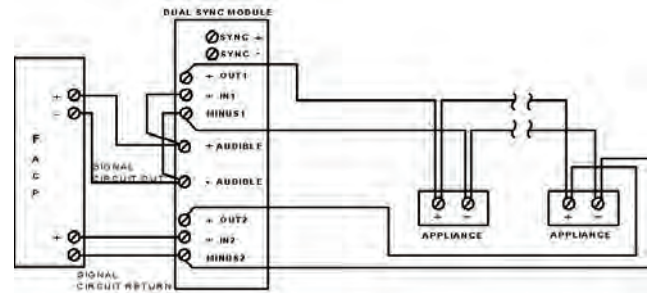 DUAL SYNC MODULE
SYNC +
SYNC -
+ OUT1
+ IN1
MINUS1
+ AUDIBLE
- AUDIBLE
+ OUT2
+ IN2
MINUS2
+
-
F
A
C
P
+
SIGNAL
CIRCUIT OUT
SIGNAL
CIRCUIT RETURN
+ -
APPLIANCE
+ -
APPLIANCE